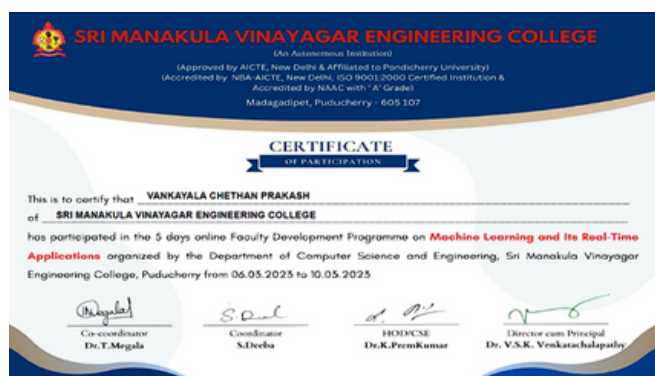 SRI MANAKULA VINAYAGAR ENGINEERING COLLEGE
(An Autonomous Institution)
(Approved by AICTE, New Delhi & Affiliated to Pondicherry University)
(Accredited by NBA-AICTE, New Delhi, ISO 9001:2000 Certified Institution &
Accredited by NAAC with 'A' Grade)
Madagadipet, Puducherry - 605 107
CERTIFICATE
OF PARTICIPATION
This is to certify that VANKAYALA CHETHAN PRAKASH
of SRI MANAKULA VINAYAGAR ENGINEERING COLLEGE
has participated in the 5 days online Faculty Development Programme on Machine Learning and Its Real-Time
Applications organized by the Department of Computer Science and Engineering, Sri Manakula Vinayagar
Engineering College, Puducherry from 06.03.2023 to 10.03.2023
Co-coordinator Coordinator HOD/CSE Director cum Principal
Dr.T.Megala S.Deeba Dr.K.PremKumar Dr. V.S.K. Venkatachalapathy